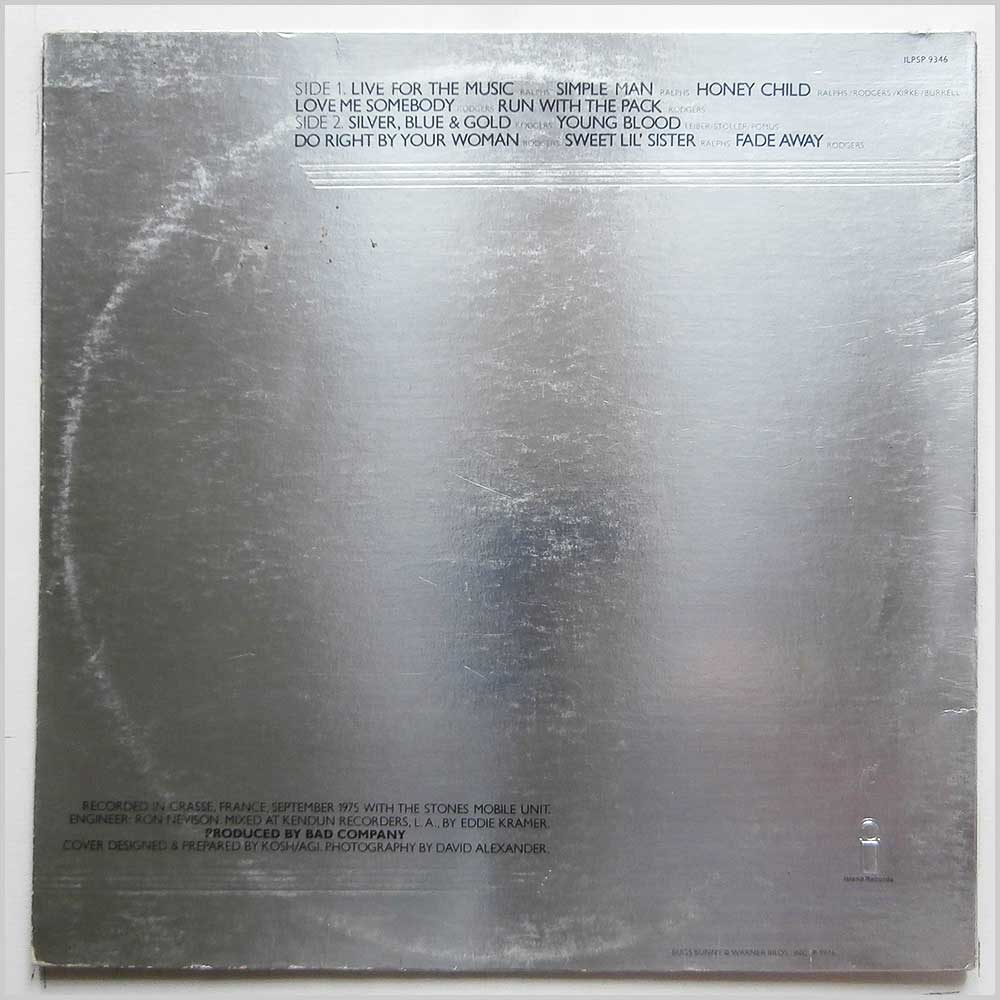 ILPSP 9346
SIDE 1. LIVE FOR THE MUSIC RALPHS SIMPLE MAN RALPHS HONEY CHILD RALPHS/RODGERS/KIRKE/BURRELL
LOVE ME SOMEBODY RODGERS RUN WITH THE PACK RODGERS
SIDE 2. SILVER, BLUE & GOLD RODGERS YOUNG BLOOD LEIBER/STOLLER/POMUS
DO RIGHT BY YOUR WOMAN RODGERS SWEET LIL' SISTER RALPHS FADE AWAY RODGERS
RECORDED IN GRASSE, FRANCE, SEPTEMBER 1975 WITH THE STONES MOBILE UNIT.
ENGINEER: RON NEVISON. MIXED AT KENDUN RECORDERS, L.A., BY EDDIE KRAMER.
PRODUCED BY BAD COMPANY
COVER DESIGNED & PREPARED BY KOSH/AGI. PHOTOGRAPHY BY DAVID ALEXANDER.
i
Island Records
BUGS BUNNY © WARNER BROS. INC. 1976